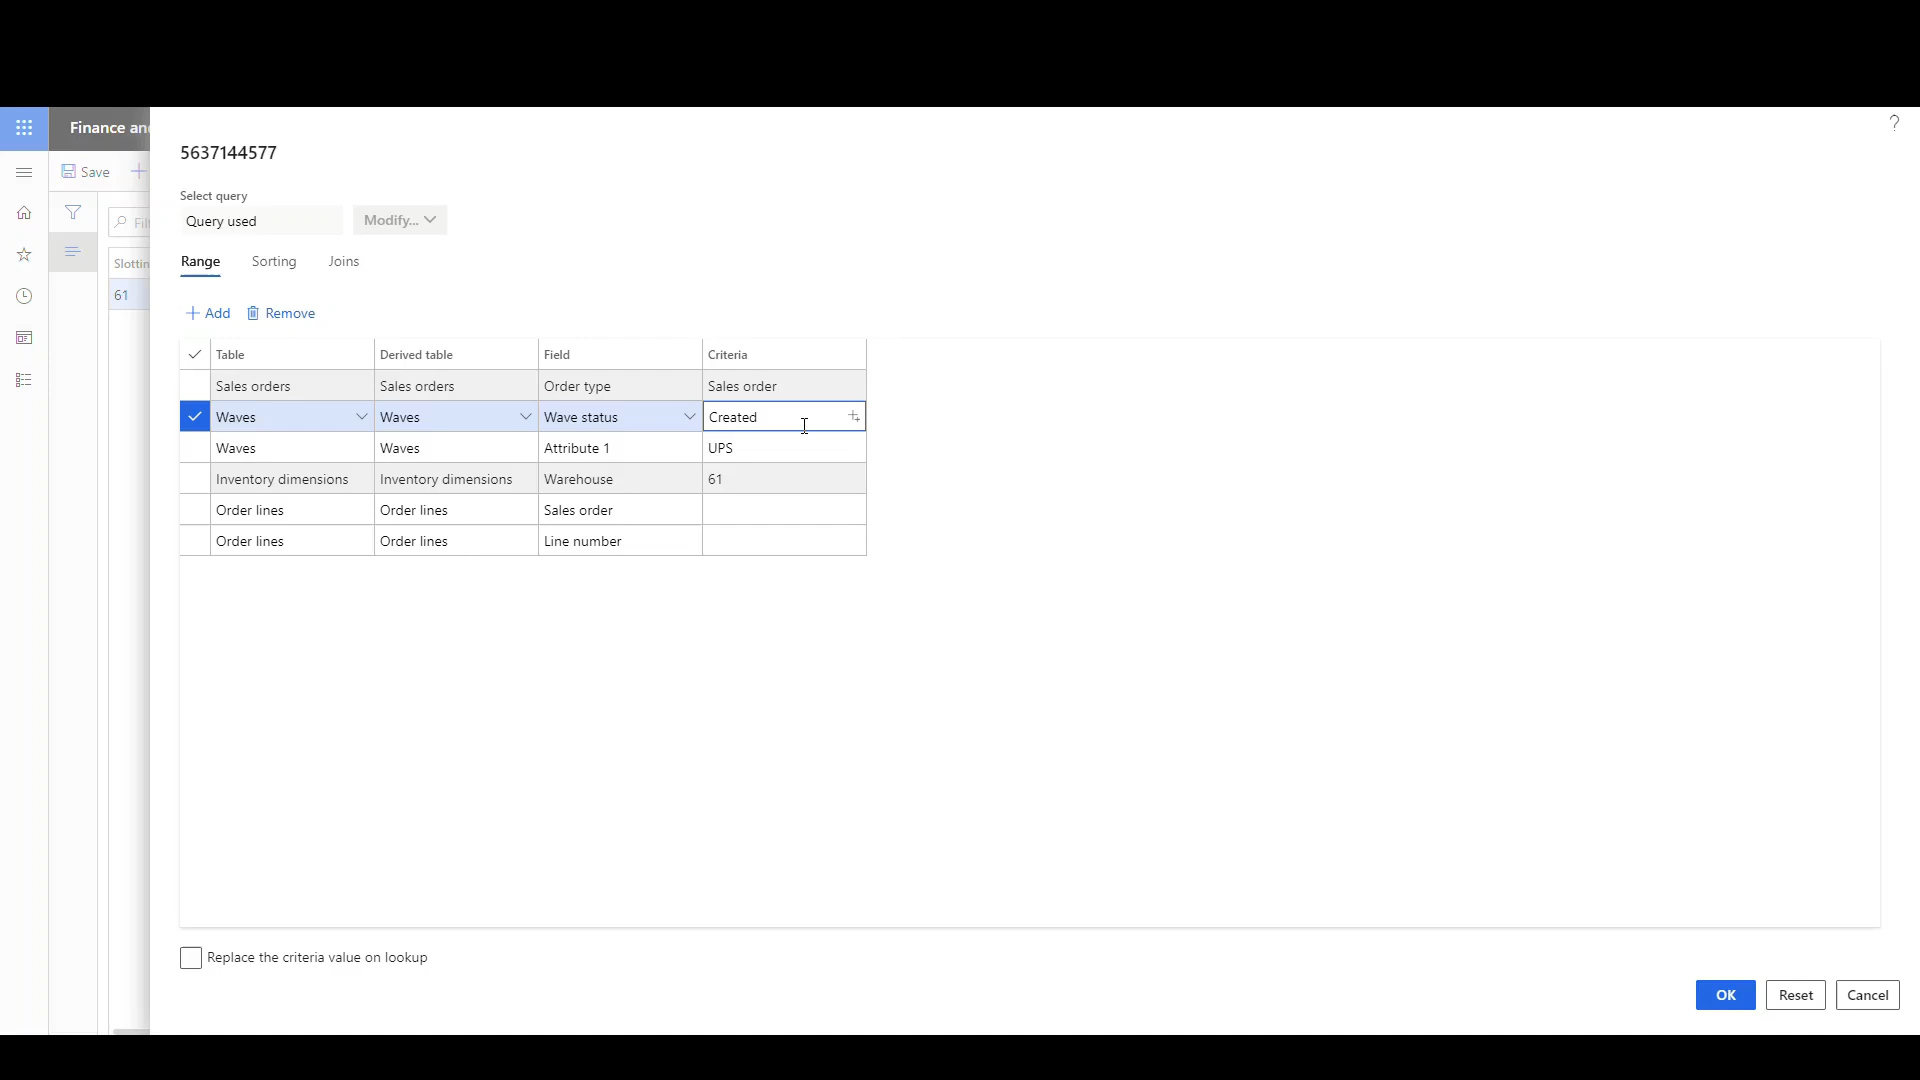 Finance and
?
5637144577
Save
Select query
Query used Modify...
Filt
Range Sorting Joins
Slottin
61
Add Remove
Table Derived table Field Criteria
Sales orders Sales orders Order type Sales order
Waves Waves Wave status Created
Waves Waves Attribute 1 UPS
Inventory dimensions Inventory dimensions Warehouse 61
Order lines Order lines Sales order
Order lines Order lines Line number
Replace the criteria value on lookup
OK Reset Cancel